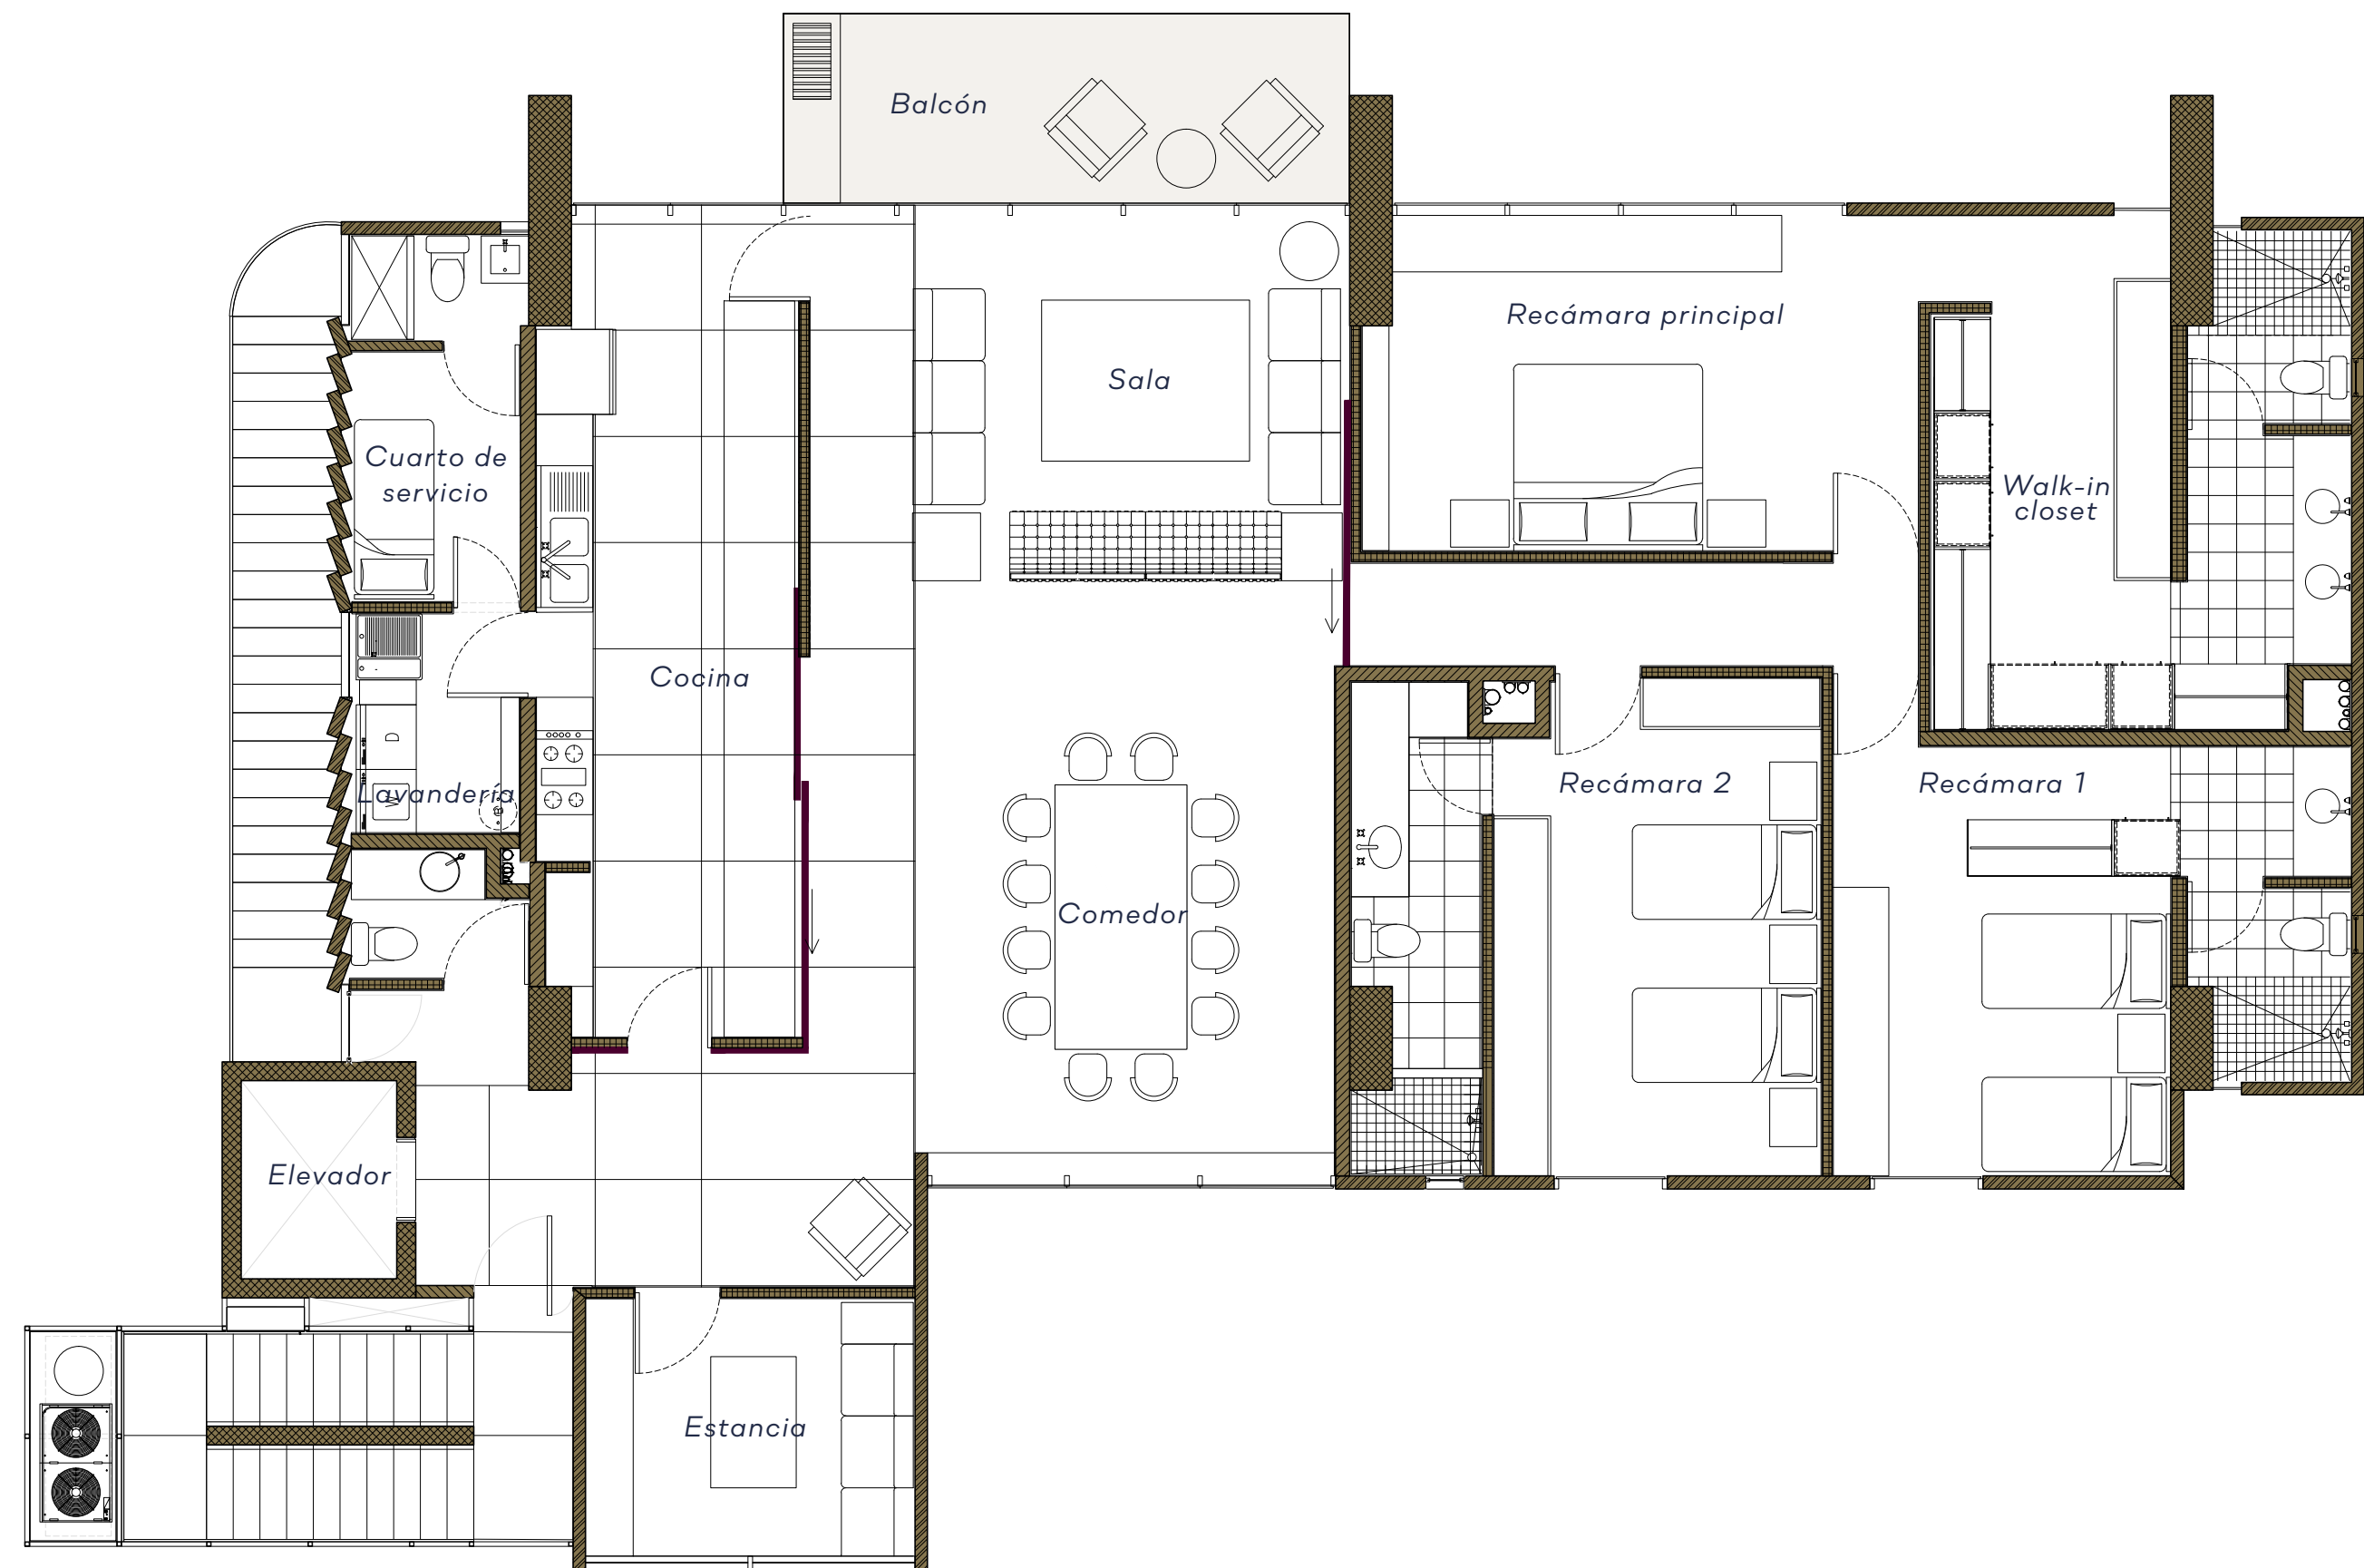 Balcón
Recámara principal
Sala
Cuarto de
servicio
Walk-in
closet
Cocina
Lavandería
Recámara 2
Recámara 1
Comedor
Elevador
Estancia